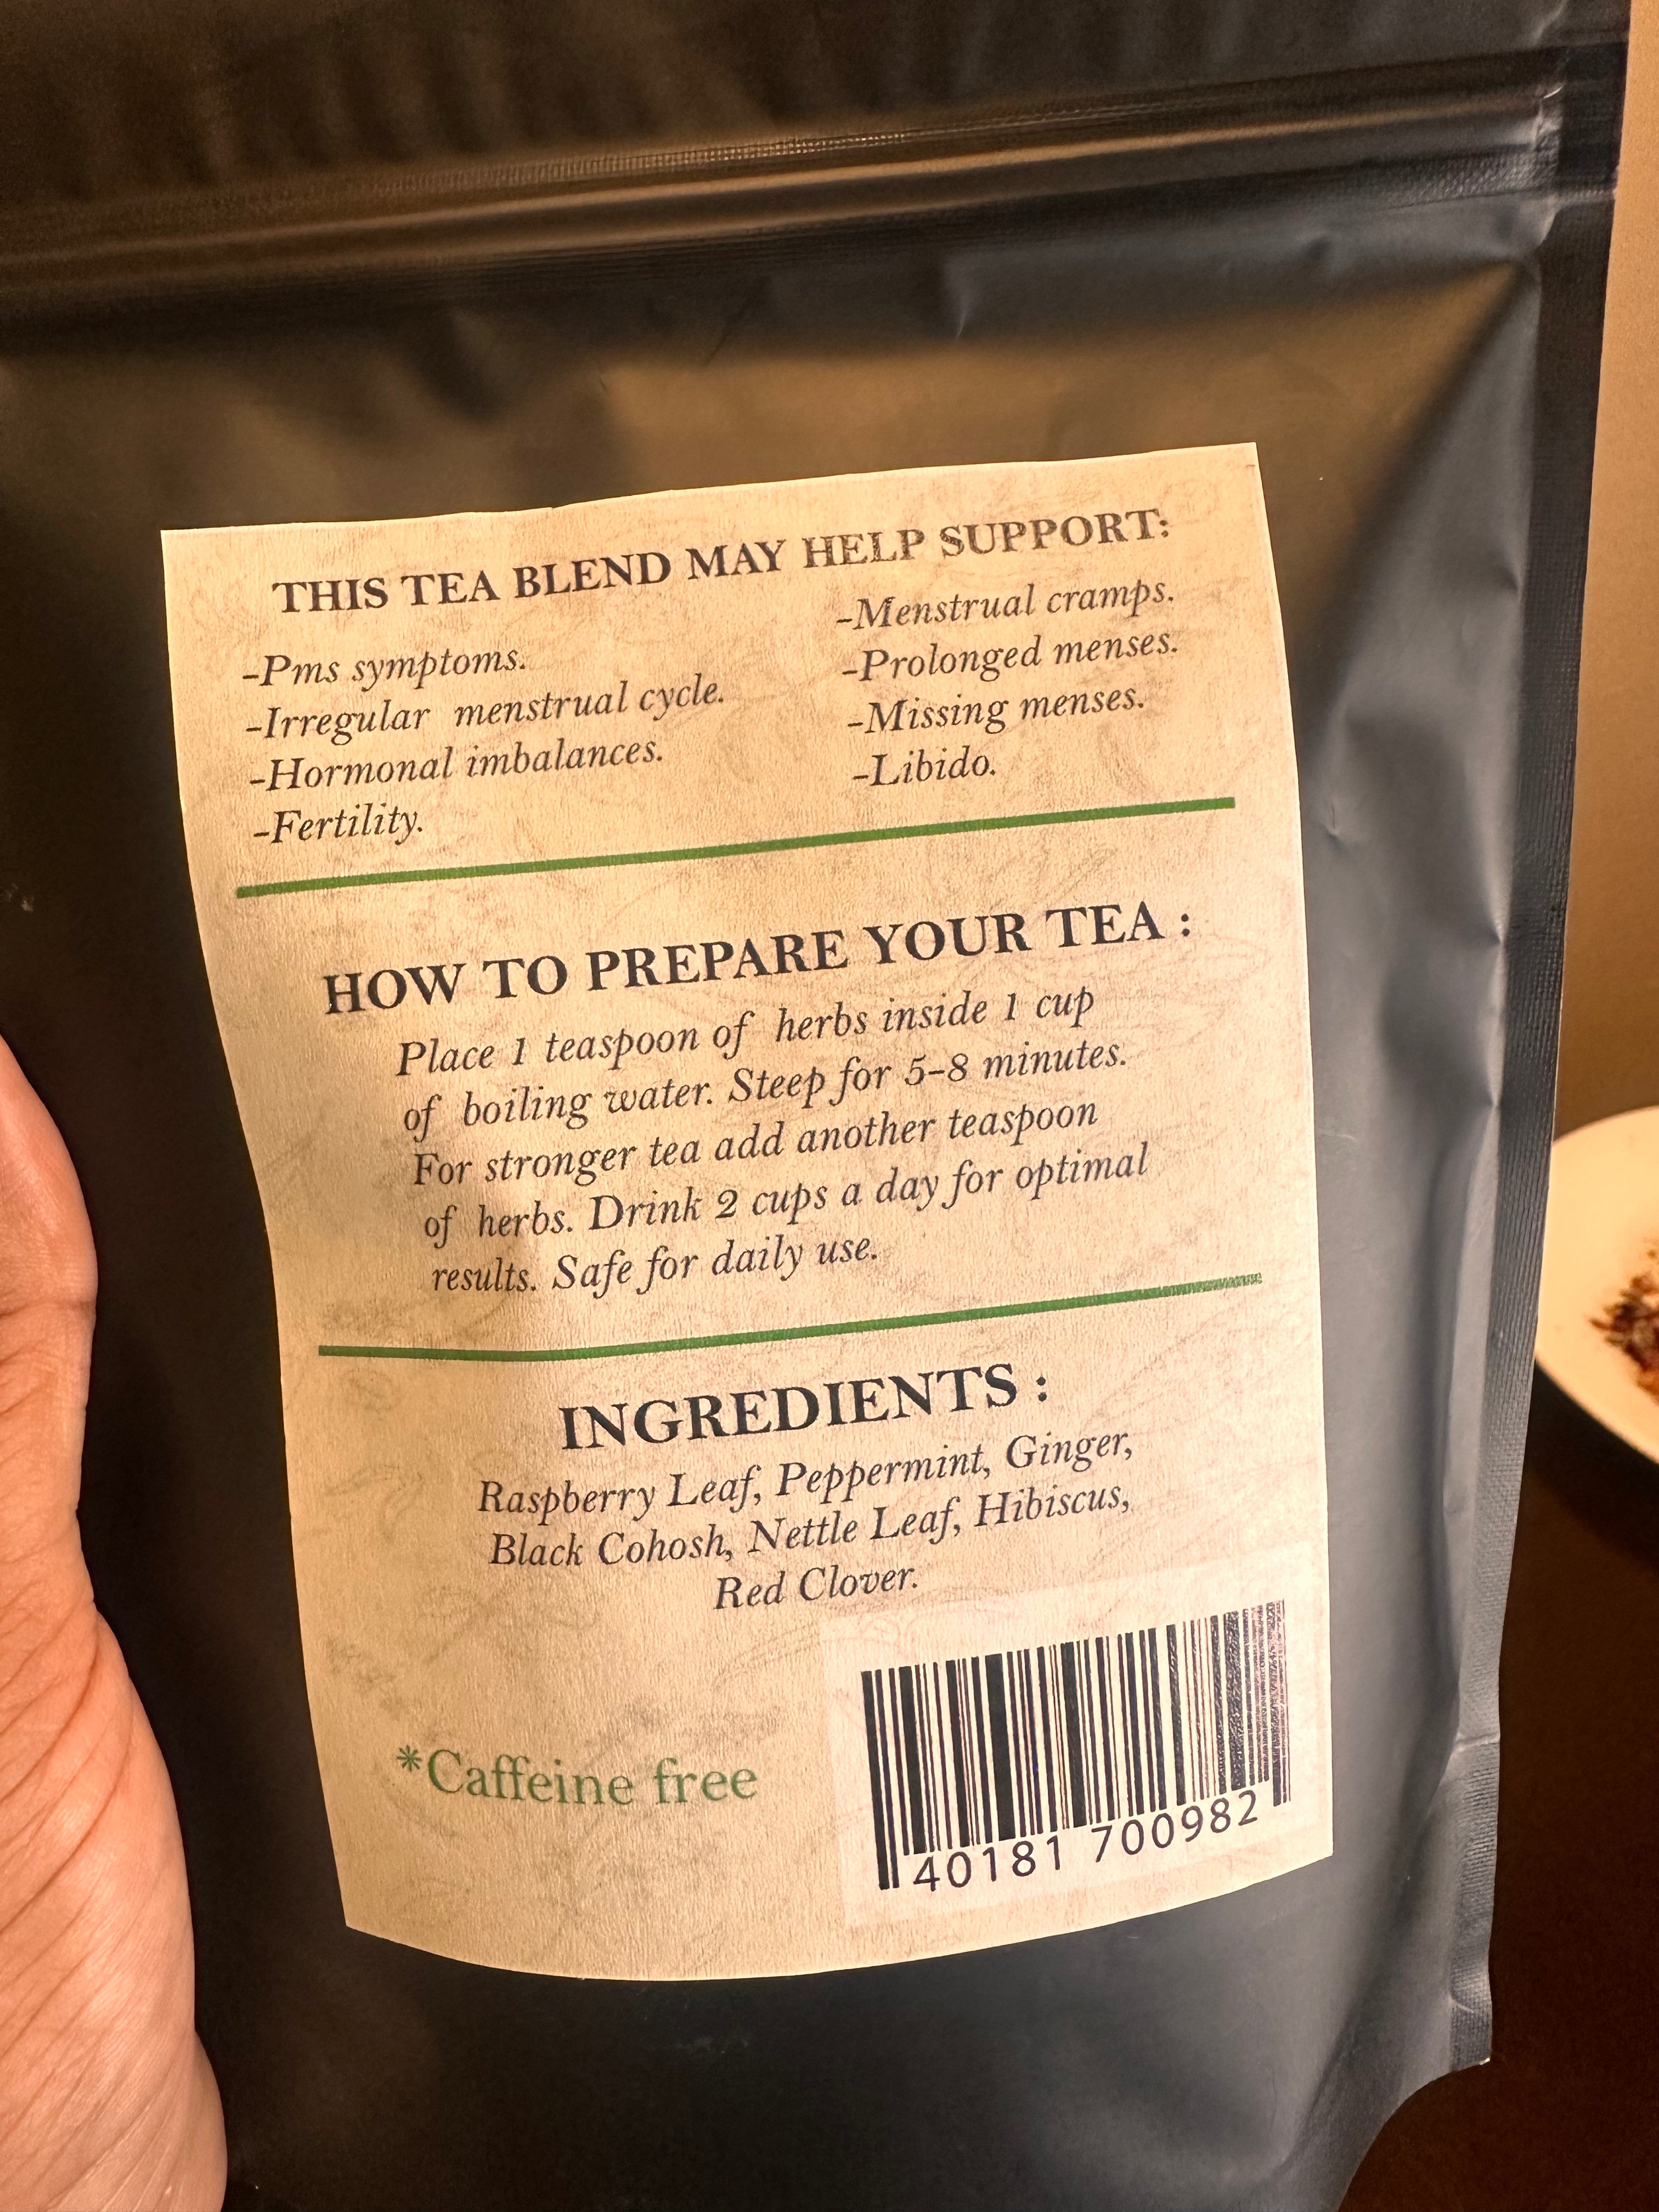 THIS TEA BLEND MAY HELP SUPPORT:
-Pms symptoms.
-Irregular menstrual cycle.
-Hormonal imbalances.
-Fertility.
-Menstrual cramps.
-Prolonged menses.
-Missing menses.
-Libido.
HOW TO PREPARE YOUR TEA :
Place 1 teaspoon of herbs inside 1 cup
of boiling water. Steep for 5-8 minutes.
For stronger tea add another teaspoon
of herbs. Drink 2 cups a day for optimal
results. Safe for daily use.
INGREDIENTS :
Raspberry Leaf, Peppermint, Ginger,
Black Cohosh, Nettle Leaf, Hibiscus,
Red Clover.
*Caffeine free
40181 700982